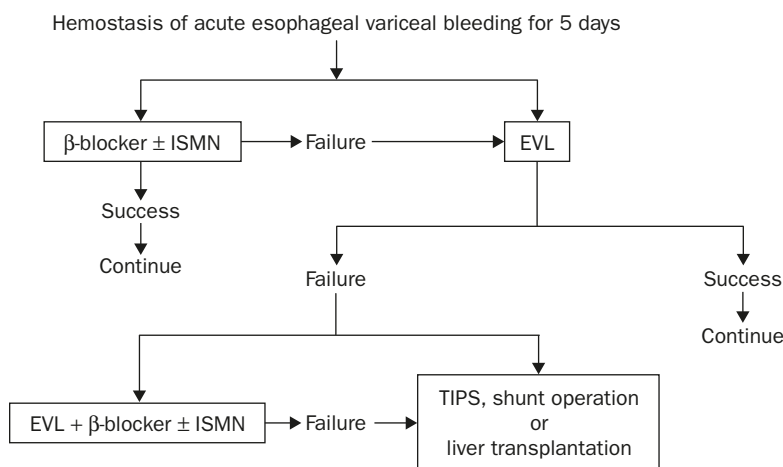 Hemostasis of acute esophageal variceal bleeding for 5 days
β-blocker ± ISMN
Failure
EVL
Success
Continue
Failure
Success
Continue
EVL + β-blocker ± ISMN
Failure
TIPS, shunt operation
or
liver transplantation